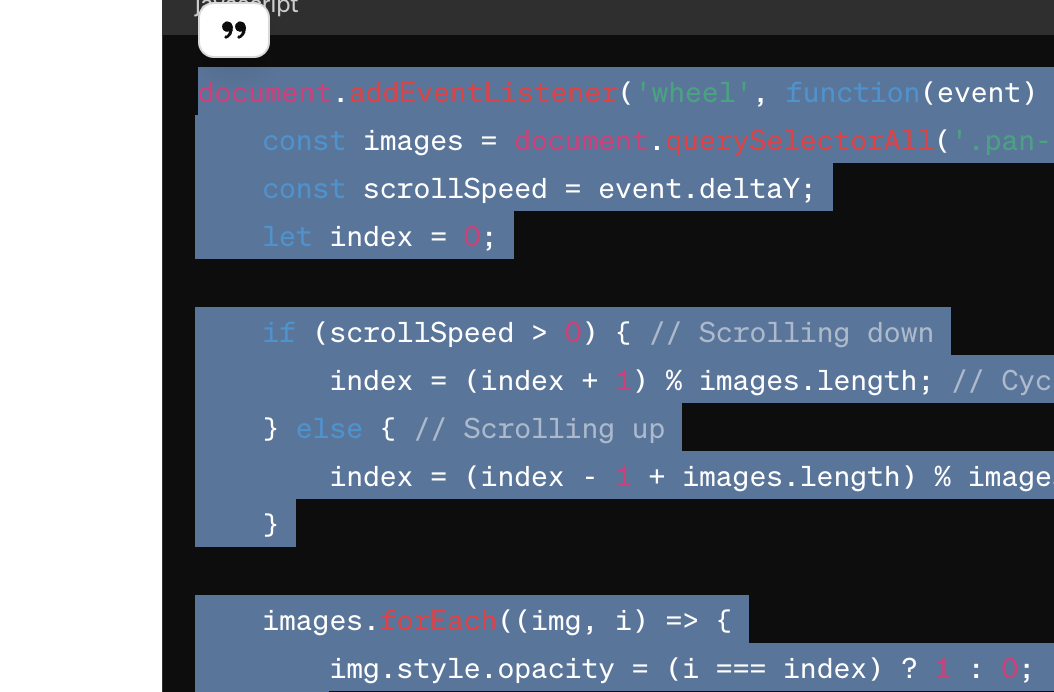 javascript
document.addEventListener('wheel', function(event)
const images = document.querySelectorAll('.pan-
const scrollSpeed = event.deltaY;
let index = 0;
if (scrollSpeed > 0) { // Scrolling down
index = (index + 1) % images.length; // Cyc
} else { // Scrolling up
index = (index - 1 + images.length) % image
}
images.forEach((img, i) => {
img.style.opacity = (i === index) ? 1 : 0;